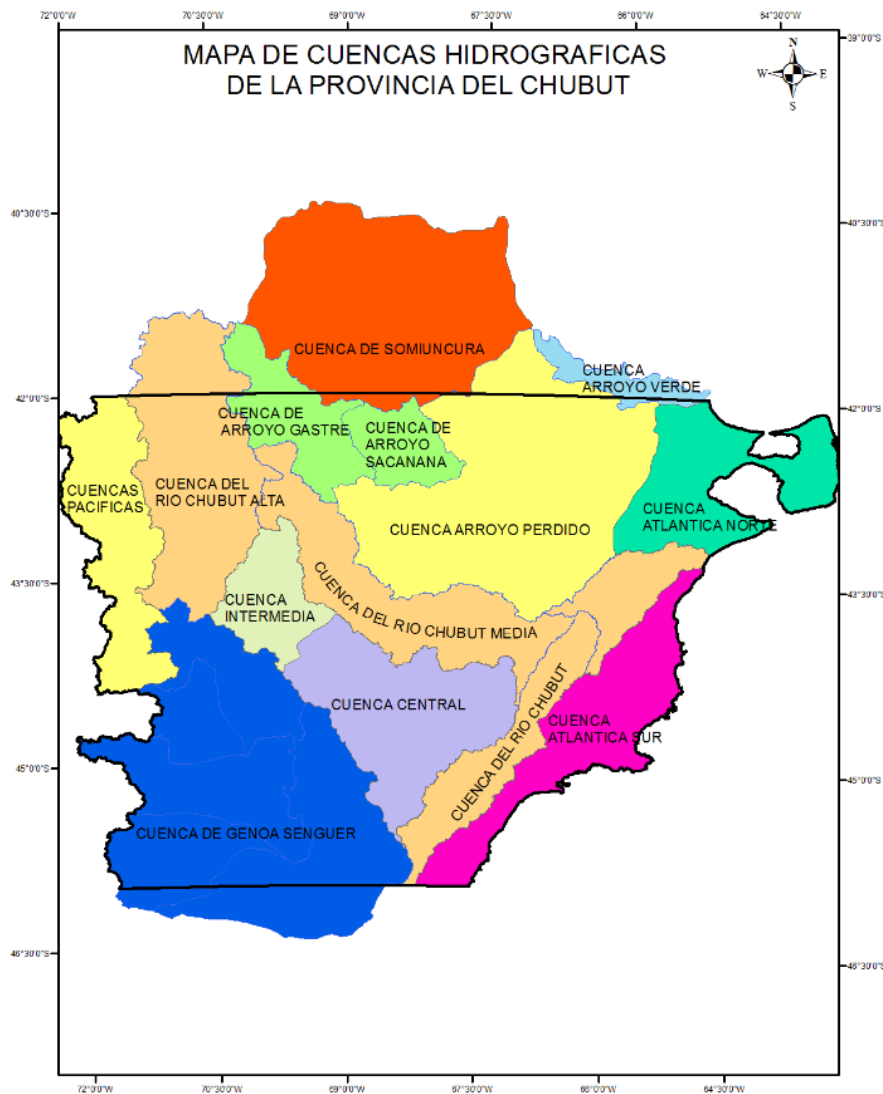 72°0'0"W 70°30'0"W 69°0'0"W 67°30'0"W 66°0'0"W 64°30'0"W
39°0'0"S
MAPA DE CUENCAS HIDROGRAFICAS
DE LA PROVINCIA DEL CHUBUT
N
W E
S
40°30'0"S 40°30'0"S
CUENCA DE SOMIUNCURA
CUENCA
ARROYO VERDE
42°0'0"S 42°0'0"S
CUENCA DE
ARROYO GASTRE
CUENCA DE
ARROYO
SACANANA
CUENCA DEL
RIO CHUBUT ALTA
CUENCAS
PACIFICAS
CUENCA ARROYO PERDIDO
CUENCA
ATLANTICA NORTE
43°30'0"S 43°30'0"S
CUENCA
INTERMEDIA
CUENCA DEL RIO CHUBUT MEDIA
CUENCA CENTRAL
CUENCA DEL RIO CHUBUT
CUENCA
ATLANTICA SUR
45°0'0"S 45°0'0"S
CUENCA DE GENOA SENGUER
46°30'0"S 46°30'0"S
72°0'0"W 70°30'0"W 69°0'0"W 67°30'0"W 66°0'0"W 64°30'0"W